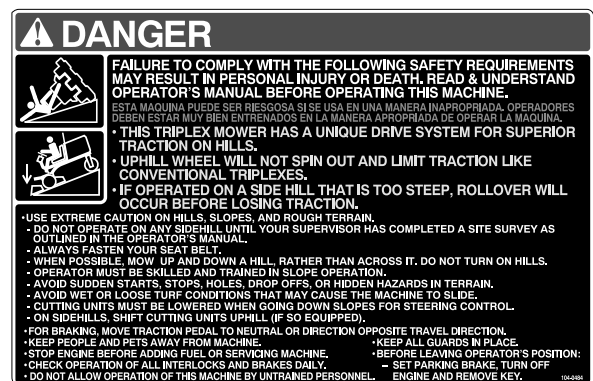 DANGER
FAILURE TO COMPLY WITH THE FOLLOWING SAFETY REQUIREMENTS
MAY RESULT IN PERSONAL INJURY OR DEATH. READ & UNDERSTAND
OPERATOR'S MANUAL BEFORE OPERATING THIS MACHINE.
ESTA MAQUINA PUEDE SER RIESGOSA SI SE USA EN UNA MANERA INAPROPRIADA. OPERADORES
DEBEN ESTAR MUY BIEN ENTRENADOS EN LA MANERA APROPRIADA DE OPERAR LA MAQUINA.
• THIS TRIPLEX MOWER HAS A UNIQUE DRIVE SYSTEM FOR SUPERIOR
TRACTION ON HILLS.
• UPHILL WHEEL WILL NOT SPIN OUT AND LIMIT TRACTION LIKE
CONVENTIONAL TRIPLEXES.
• IF OPERATED ON A SIDE HILL THAT IS TOO STEEP, ROLLOVER WILL
OCCUR BEFORE LOSING TRACTION.
•USE EXTREME CAUTION ON HILLS, SLOPES, AND ROUGH TERRAIN.
- DO NOT OPERATE ON ANY SIDEHILL UNTIL YOUR SUPERVISOR HAS COMPLETED A SITE SURVEY AS
OUTLINED IN THE OPERATOR'S MANUAL.
- ALWAYS FASTEN YOUR SEAT BELT.
- WHEN POSSIBLE, MOW UP AND DOWN A HILL, RATHER THAN ACROSS IT. DO NOT TURN ON HILLS.
- OPERATOR MUST BE SKILLED AND TRAINED IN SLOPE OPERATION.
- AVOID SUDDEN STARTS, STOPS, HOLES, DROP OFFS, OR HIDDEN HAZARDS IN TERRAIN.
- AVOID WET OR LOOSE TURF CONDITIONS THAT MAY CAUSE THE MACHINE TO SLIDE.
- CUTTING UNITS MUST BE LOWERED WHEN GOING DOWN SLOPES FOR STEERING CONTROL.
- ON SIDEHILLS, SHIFT CUTTING UNITS UPHILL (IF SO EQUIPPED).
•FOR BRAKING, MOVE TRACTION PEDAL TO NEUTRAL OR DIRECTION OPPOSITE TRAVEL DIRECTION.
•KEEP PEOPLE AND PETS AWAY FROM MACHINE.
•STOP ENGINE BEFORE ADDING FUEL OR SERVICING MACHINE.
•CHECK OPERATION OF ALL INTERLOCKS AND BRAKES DAILY.
• DO NOT ALLOW OPERATION OF THIS MACHINE BY UNTRAINED PERSONNEL.
•KEEP ALL GUARDS IN PLACE.
•BEFORE LEAVING OPERATOR'S POSITION:
– SET PARKING BRAKE, TURN OFF
ENGINE AND REMOVE KEY.
104-0484